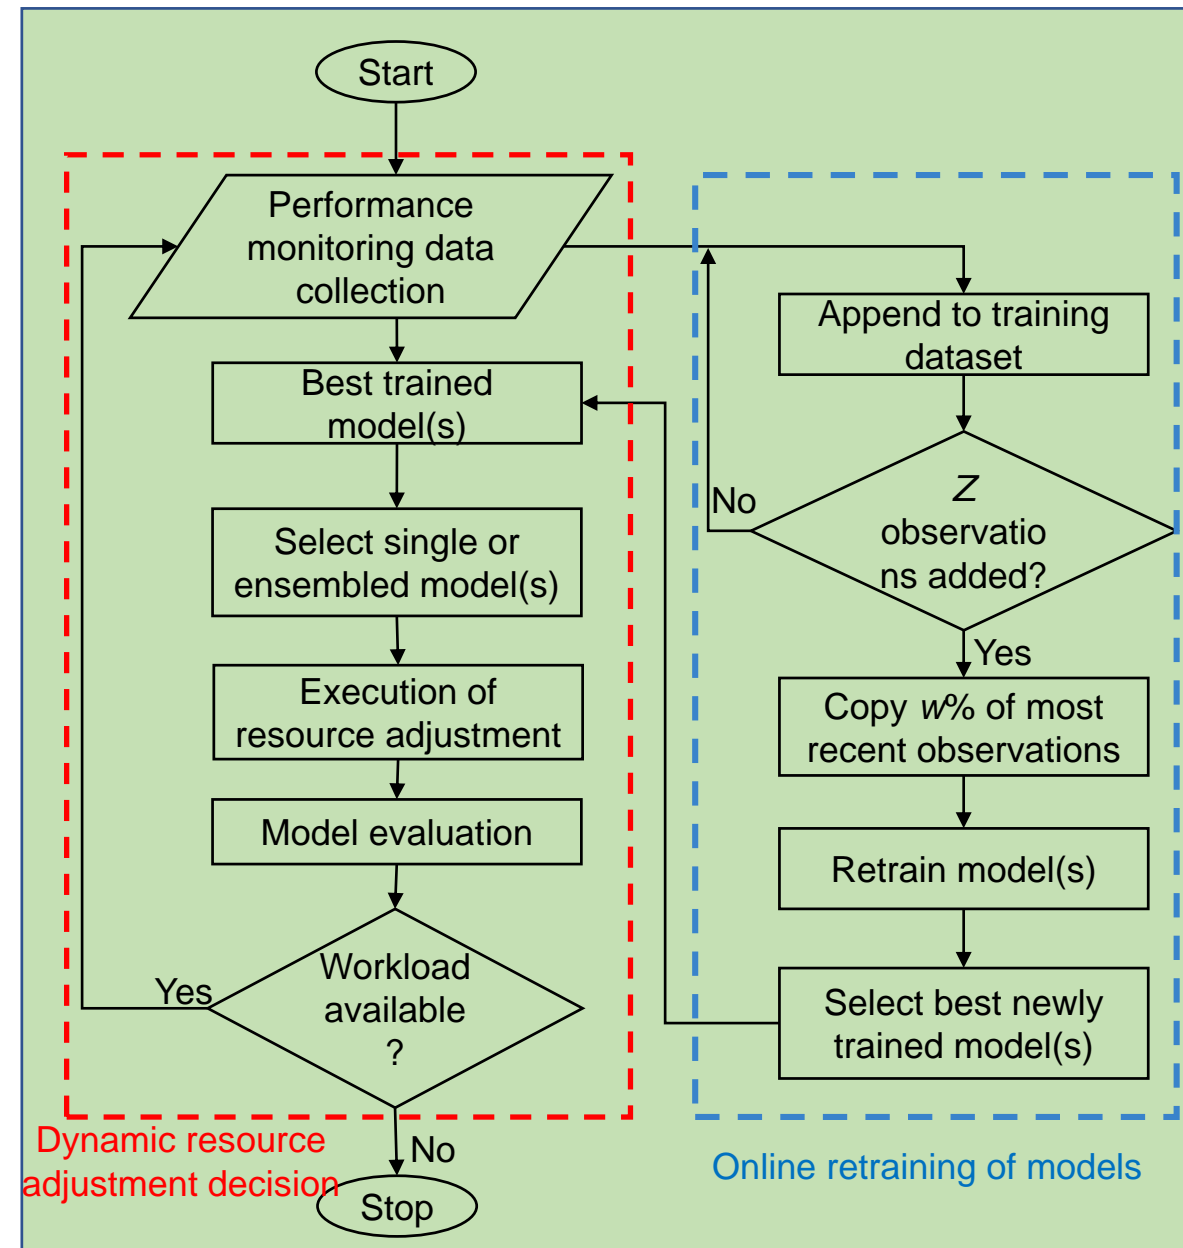 Start
Performance
monitoring data
collection
Best trained
model(s)
Select single or
ensembled model(s)
Execution of
resource adjustment
Model evaluation
Workload
available
?
Yes
No
Stop
Dynamic resource
adjustment decision
Append to training
dataset
Z
observatio
ns added?
No
Yes
Copy w% of most
recent observations
Retrain model(s)
Select best newly
trained model(s)
Online retraining of models